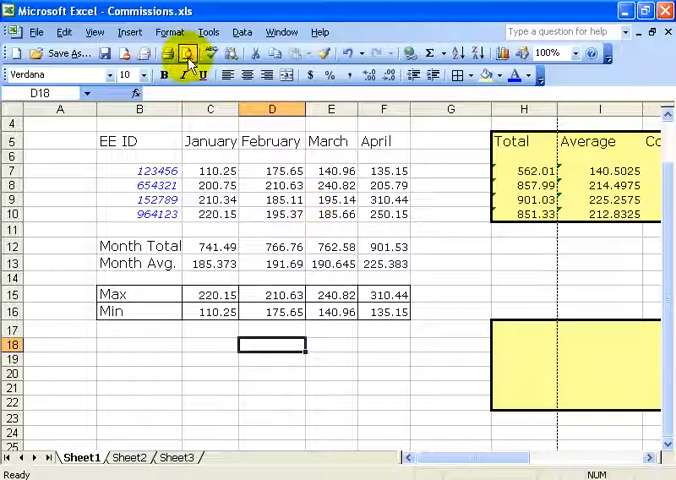 Microsoft Excel - Commissions.xls
File Edit View Insert Format Tools Data Window Help Type a question for help
Save As... Σ 100%
Verdana 10 B I U $ % , A
D18 fx
A B C D E F G H I
4
5 EE ID January February March April Total Average Co
6
7 123456 110.25 175.65 140.96 135.15 562.01 140.5025
8 654321 200.75 210.63 240.82 205.79 857.99 214.4975
9 152789 210.34 185.11 195.14 310.44 901.03 225.2575
10 964123 220.15 195.37 185.66 250.15 851.33 212.8325
11
12 Month Total 741.49 766.76 762.58 901.53
13 Month Avg. 185.373 191.69 190.645 225.383
14
15 Max 220.15 210.63 240.82 310.44
16 Min 110.25 175.65 140.96 135.15
17
18
19
20
21
22
23
24
25
Sheet1 Sheet2 Sheet3
Ready NUM